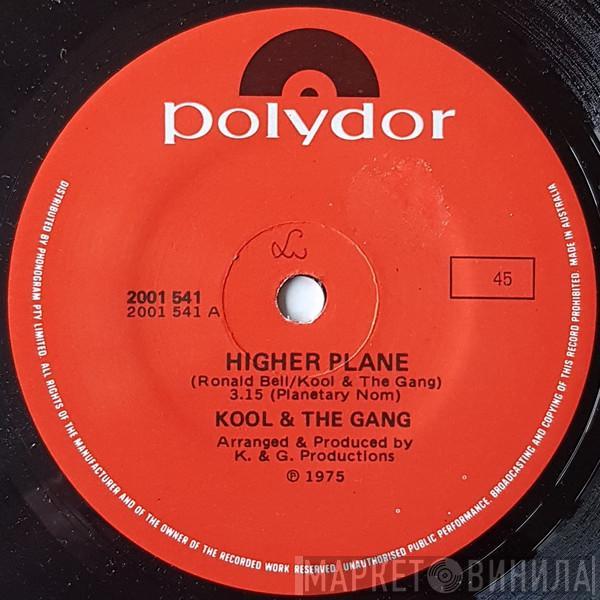 polydor
2001 541
2001 541 A
45
HIGHER PLANE
(Ronald Bell/Kool & The Gang)
3.15 (Planetary Nom)
KOOL & THE GANG
Arranged & Produced by
K. & G. Productions
℗ 1975
DISTRIBUTED BY PHONOGRAM PTY LIMITED. ALL RIGHTS OF THE MANUFACTURER AND OF THE OWNER OF THE RECORDED WORK RESERVED. UNAUTHORISED PUBLIC PERFORMANCE, BROADCASTING AND COPYING OF THIS RECORD PROHIBITED. MADE IN AUSTRALIA
МАРКЕТ ВИНИЛА